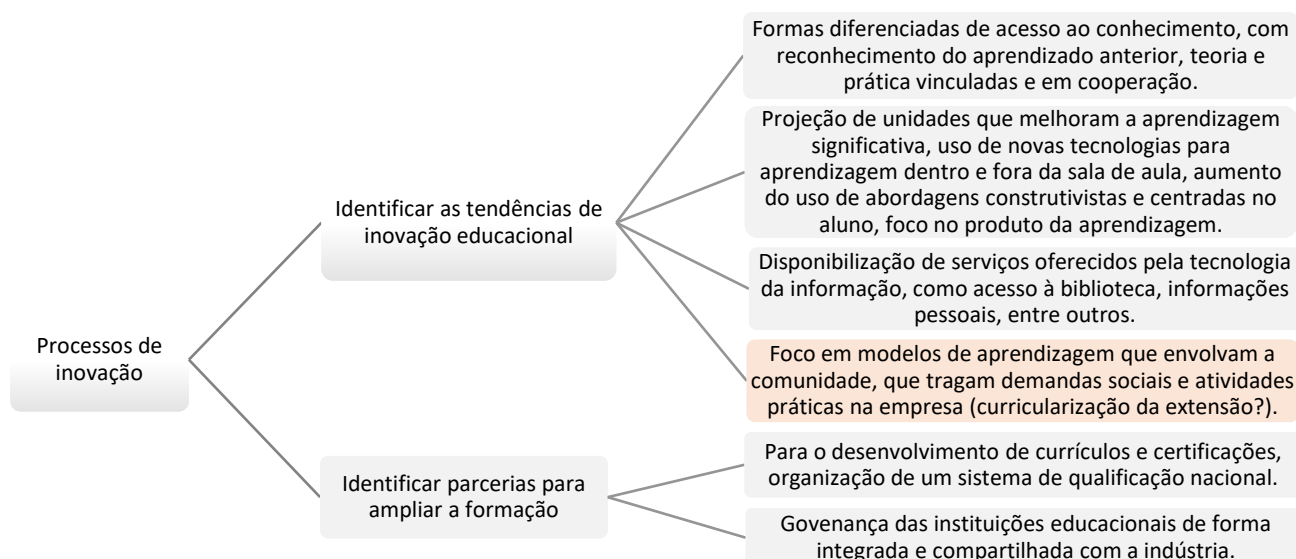 Formas diferenciadas de acesso ao conhecimento, com
reconhecimento do aprendizado anterior, teoria e
prática vinculadas e em cooperação.
Projeção de unidades que melhoram a aprendizagem
significativa, uso de novas tecnologias para
aprendizagem dentro e fora da sala de aula, aumento
do uso de abordagens construtivistas e centradas no
aluno, foco no produto da aprendizagem.
Identificar as tendências de
inovação educacional
Disponibilização de serviços oferecidos pela tecnologia
da informação, como acesso à biblioteca, informações
pessoais, entre outros.
Processos de
inovação
Foco em modelos de aprendizagem que envolvam a
comunidade, que tragam demandas sociais e atividades
práticas na empresa (curricularização da extensão?).
Identificar parcerias para
ampliar a formação
Para o desenvolvimento de currículos e certificações,
organização de um sistema de qualificação nacional.
Govenança das instituições educacionais de forma
integrada e compartilhada com a indústria.